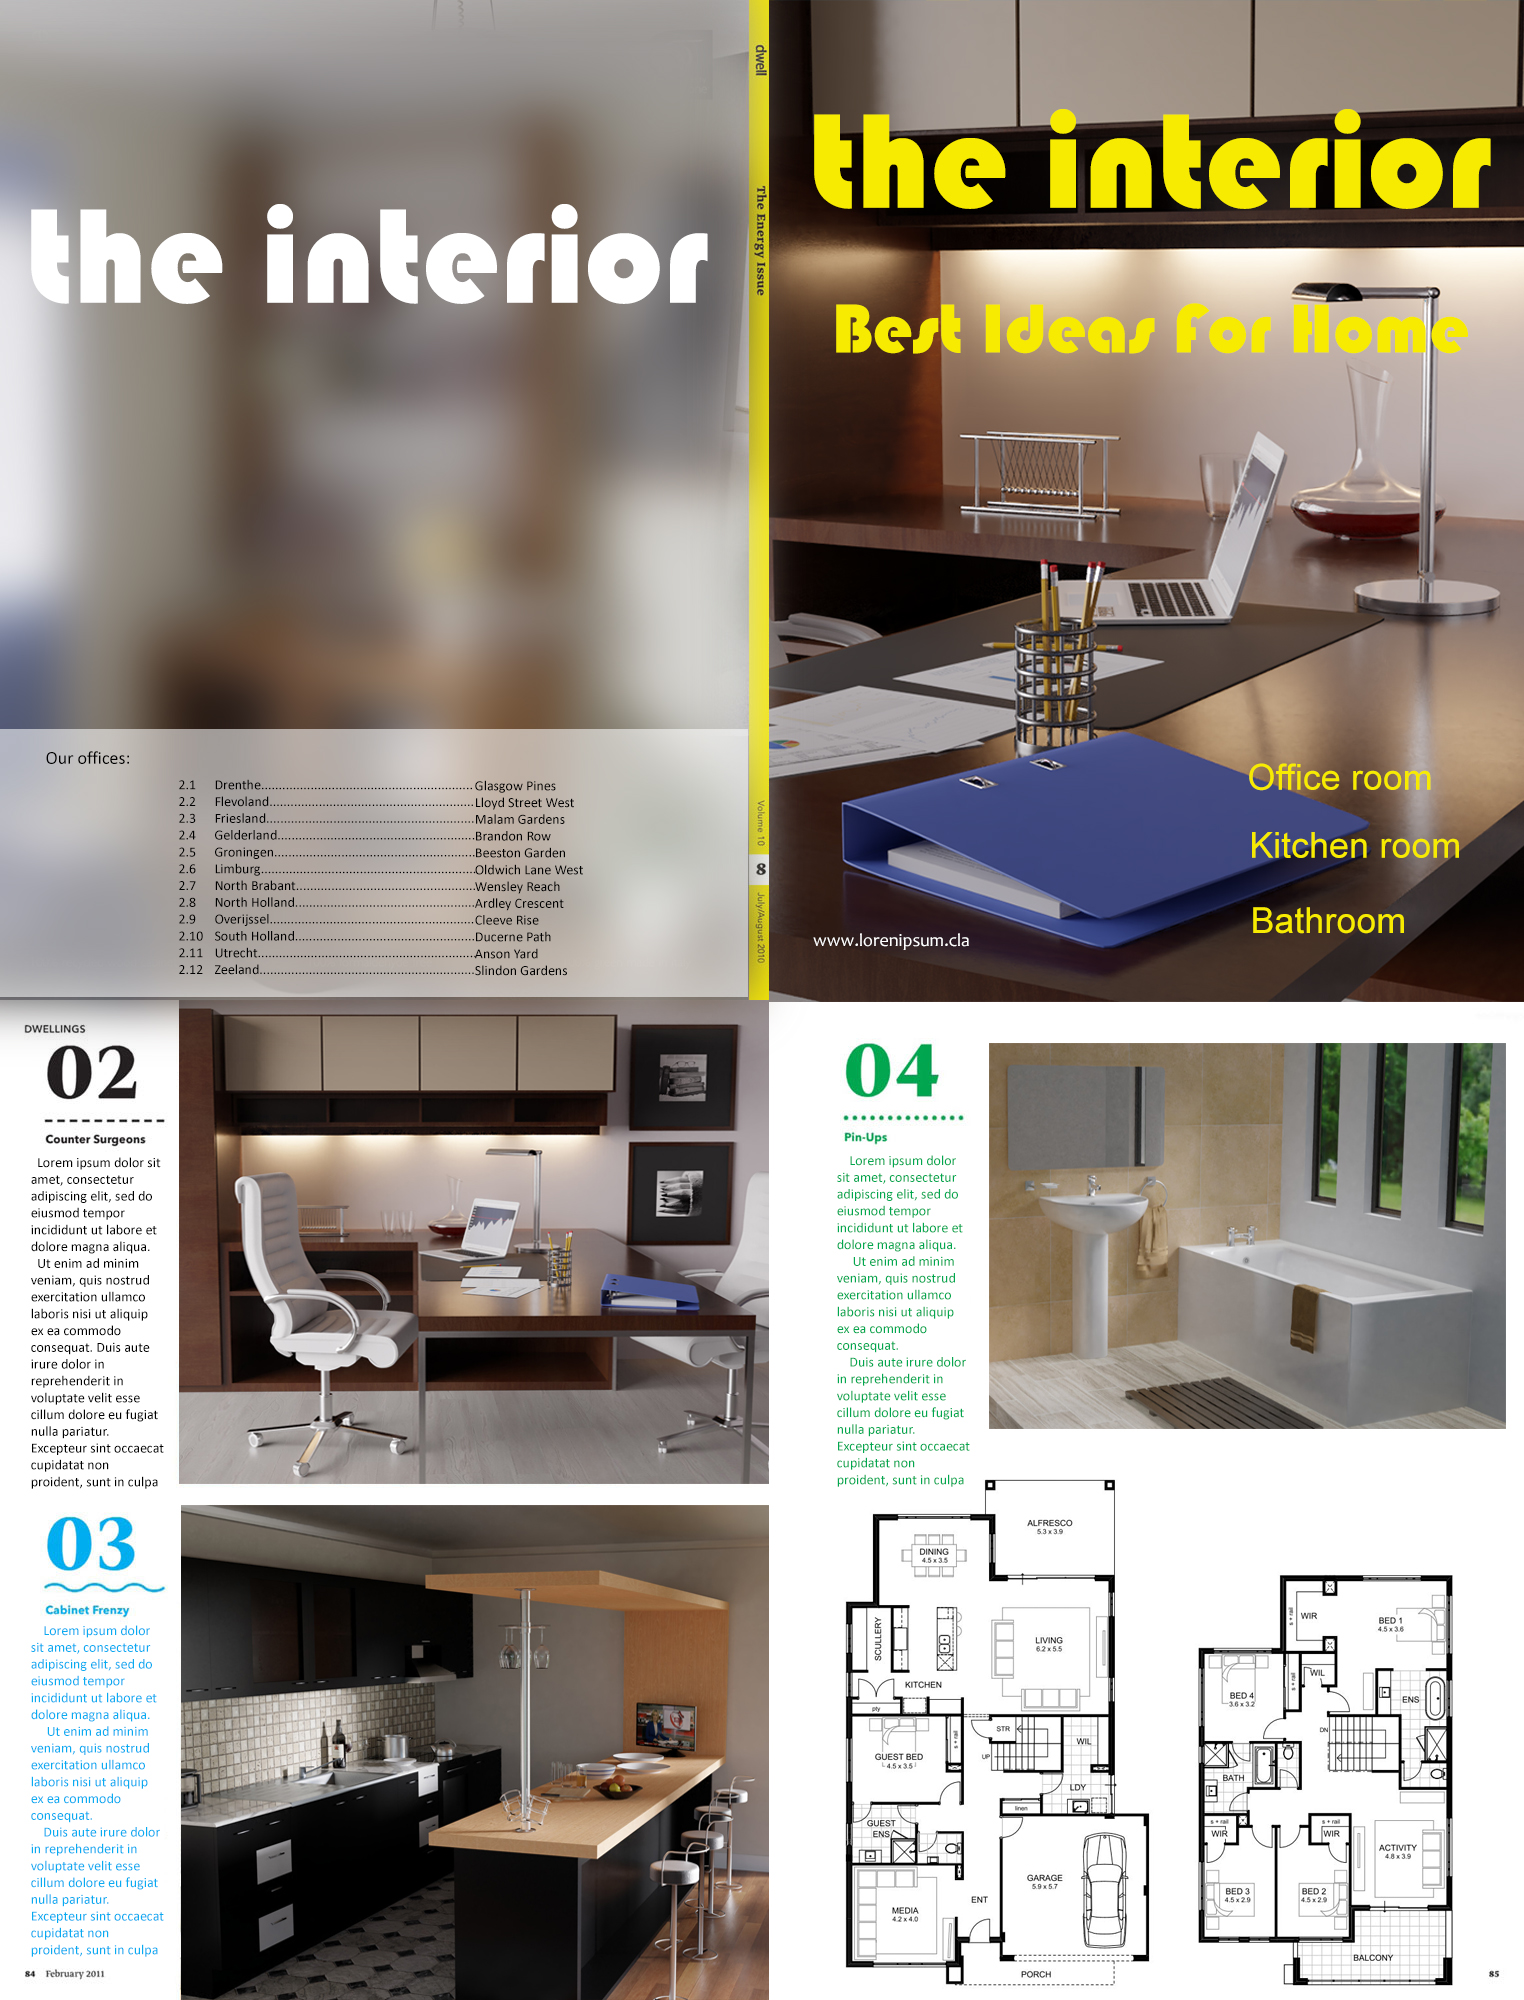 the interior
Our offices:
2.1 Drenthe............................................................Glasgow Pines
2.2 Flevoland..........................................................Lloyd Street West
2.3 Friesland...........................................................Malam Gardens
2.4 Gelderland........................................................Brandon Row
2.5 Groningen.........................................................Beeston Garden
2.6 Limburg............................................................Oldwich Lane West
2.7 North Brabant...................................................Wensley Reach
2.8 North Holland...................................................Ardley Crescent
2.9 Overijssel..........................................................Cleeve Rise
2.10 South Holland...................................................Ducerne Path
2.11 Utrecht.............................................................Anson Yard
2.12 Zeeland.............................................................Slindon Gardens
dwell
The Energy Issue
Volume 10
8
July/August 2010
the interior
Best Ideas For Home
Office room
Kitchen room
Bathroom
www.lorenipsum.cla
DWELLINGS
02
Counter Surgeons
Lorem ipsum dolor sit
amet, consectetur
adipiscing elit, sed do
eiusmod tempor
incididunt ut labore et
dolore magna aliqua.
Ut enim ad minim
veniam, quis nostrud
exercitation ullamco
laboris nisi ut aliquip
ex ea commodo
consequat. Duis aute
irure dolor in
reprehenderit in
voluptate velit esse
cillum dolore eu fugiat
nulla pariatur.
Excepteur sint occaecat
cupidatat non
proident, sunt in culpa
03
Cabinet Frenzy
Lorem ipsum dolor
sit amet, consectetur
adipiscing elit, sed do
eiusmod tempor
incididunt ut labore et
dolore magna aliqua.
Ut enim ad minim
veniam, quis nostrud
exercitation ullamco
laboris nisi ut aliquip
ex ea commodo
consequat.
Duis aute irure dolor
in reprehenderit in
voluptate velit esse
cillum dolore eu fugiat
nulla pariatur.
Excepteur sint occaecat
cupidatat non
proident, sunt in culpa
84 February 2011
04
Pin-Ups
Lorem ipsum dolor
sit amet, consectetur
adipiscing elit, sed do
eiusmod tempor
incididunt ut labore et
dolore magna aliqua.
Ut enim ad minim
veniam, quis nostrud
exercitation ullamco
laboris nisi ut aliquip
ex ea commodo
consequat.
Duis aute irure dolor
in reprehenderit in
voluptate velit esse
cillum dolore eu fugiat
nulla pariatur.
Excepteur sint occaecat
cupidatat non
proident, sunt in culpa
ALFRESCO
5.3 x 3.9
DINING
4.5 x 3.5
SCULLERY
LIVING
6.2 x 5.5
KITCHEN
pty
STR
s + rail
WIL
UP
GUEST BED
4.5 x 3.5
LDY
linen
GUEST
ENS
GARAGE
5.9 x 5.7
ENT
MEDIA
4.2 x 4.0
PORCH
s + rail
WIR
BED 1
4.5 x 3.6
WIL
s + rail
BED 4
3.6 x 3.2
ENS
DN
BATH
s + rail
WIR
s + rail
WIR
ACTIVITY
4.8 x 3.9
BED 3
4.5 x 2.9
BED 2
4.5 x 2.9
BALCONY
85